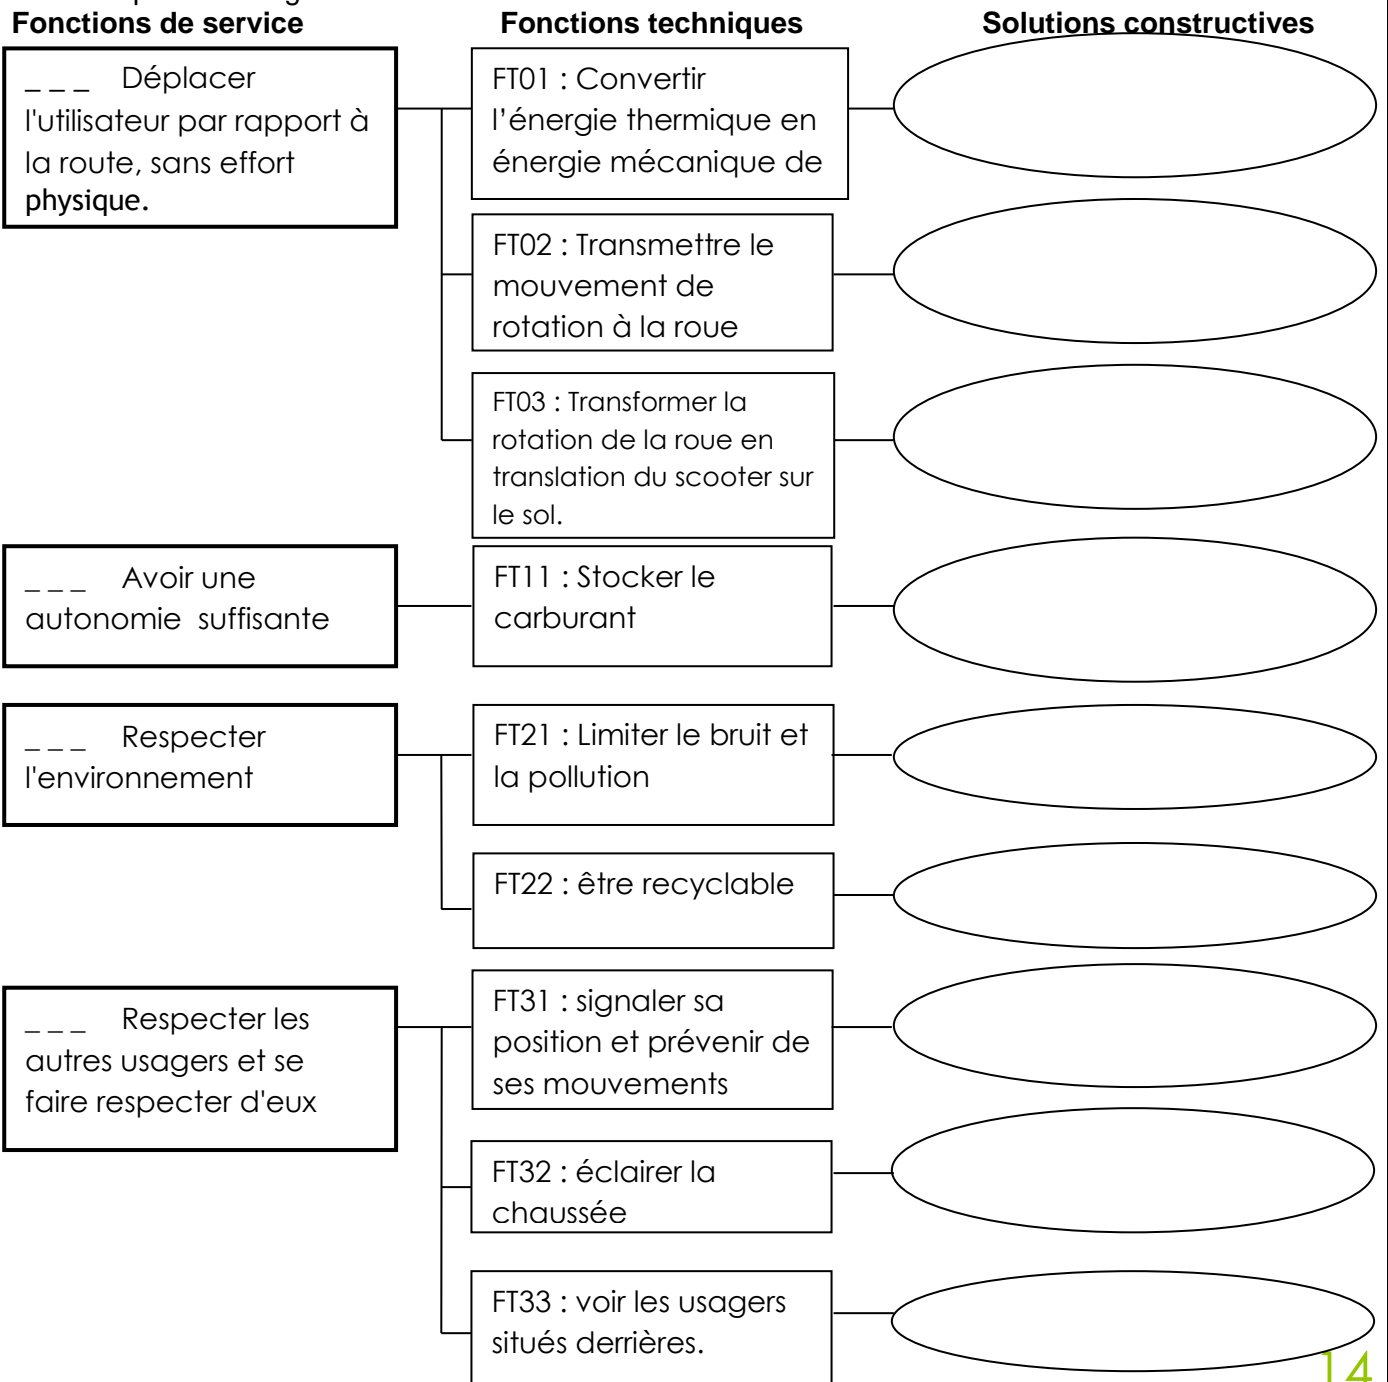 Fonctions de service
Fonctions techniques
Solutions constructives
_ _ _ Déplacer
l'utilisateur par rapport à
la route, sans effort
physique.
FT01 : Convertir
l’énergie thermique en
énergie mécanique de
FT02 : Transmettre le
mouvement de
rotation à la roue
FT03 : Transformer la
rotation de la roue en
translation du scooter sur
le sol.
_ _ _ Avoir une
autonomie suffisante
FT11 : Stocker le
carburant
_ _ _ Respecter
l'environnement
FT21 : Limiter le bruit et
la pollution
FT22 : être recyclable
_ _ _ Respecter les
autres usagers et se
faire respecter d'eux
FT31 : signaler sa
position et prévenir de
ses mouvements
FT32 : éclairer la
chaussée
FT33 : voir les usagers
situés derrières.
14